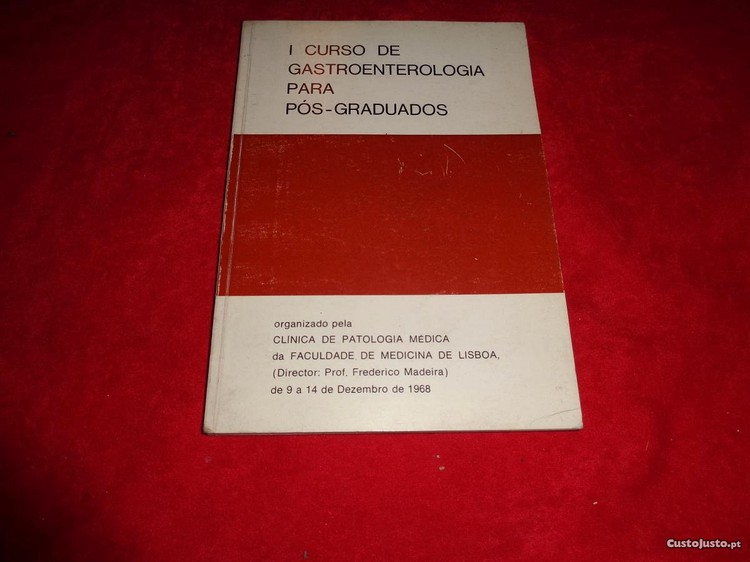 I CURSO DE
GASTROENTEROLOGIA
PARA
PÓS-GRADUADOS
organizado pela
CLÍNICA DE PATOLOGIA MÉDICA
da FACULDADE DE MEDICINA DE LISBOA,
(Director: Prof. Frederico Madeira)
de 9 a 14 de Dezembro de 1968
CustoJusto.pt